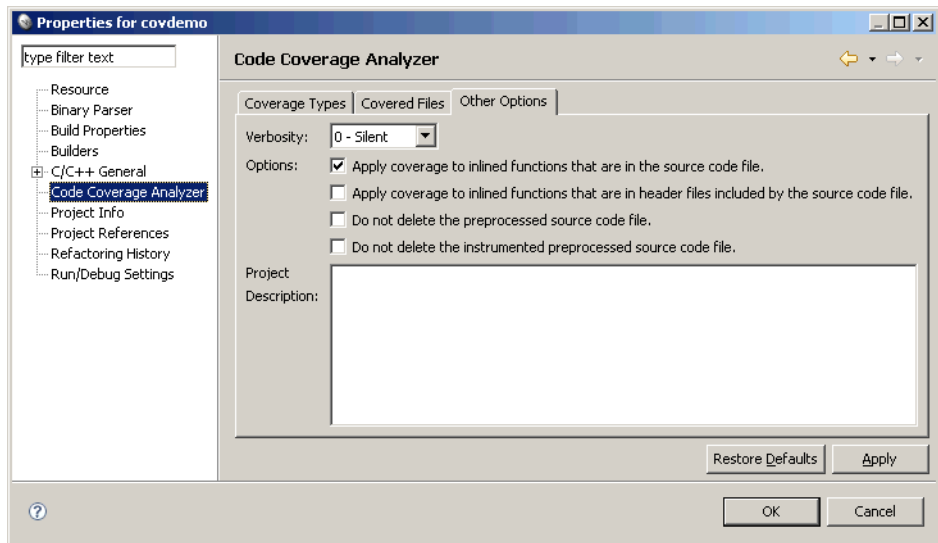 Properties for covdemo
type filter text
Resource
Binary Parser
Build Properties
Builders
C/C++ General
Code Coverage Analyzer
Project Info
Project References
Refactoring History
Run/Debug Settings
Code Coverage Analyzer
Coverage Types Covered Files Other Options
Verbosity: 0 - Silent
Options: Apply coverage to inlined functions that are in the source code file.
Apply coverage to inlined functions that are in header files included by the source code file.
Do not delete the preprocessed source code file.
Do not delete the instrumented preprocessed source code file.
Project
Description:
Restore Defaults Apply
? OK Cancel